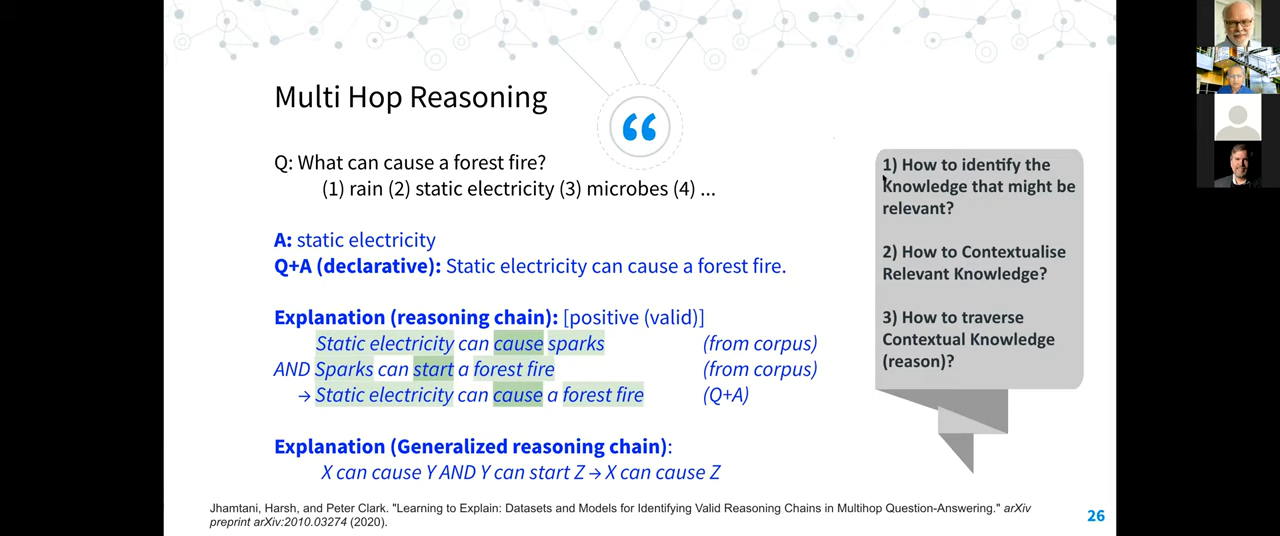 Multi Hop Reasoning
“
Q: What can cause a forest fire?
(1) rain (2) static electricity (3) microbes (4) ...
A: static electricity
Q+A (declarative): Static electricity can cause a forest fire.
Explanation (reasoning chain): [positive (valid)]
Static electricity can cause sparks (from corpus)
AND Sparks can start a forest fire (from corpus)
→ Static electricity can cause a forest fire (Q+A)
Explanation (Generalized reasoning chain):
X can cause Y AND Y can start Z → X can cause Z
1) How to identify the
Knowledge that might be
relevant?
2) How to Contextualise
Relevant Knowledge?
3) How to traverse
Contextual Knowledge
(reason)?
Jhamtani, Harsh, and Peter Clark. "Learning to Explain: Datasets and Models for Identifying Valid Reasoning Chains in Multihop Question-Answering." arXiv
preprint arXiv:2010.03274 (2020).
26